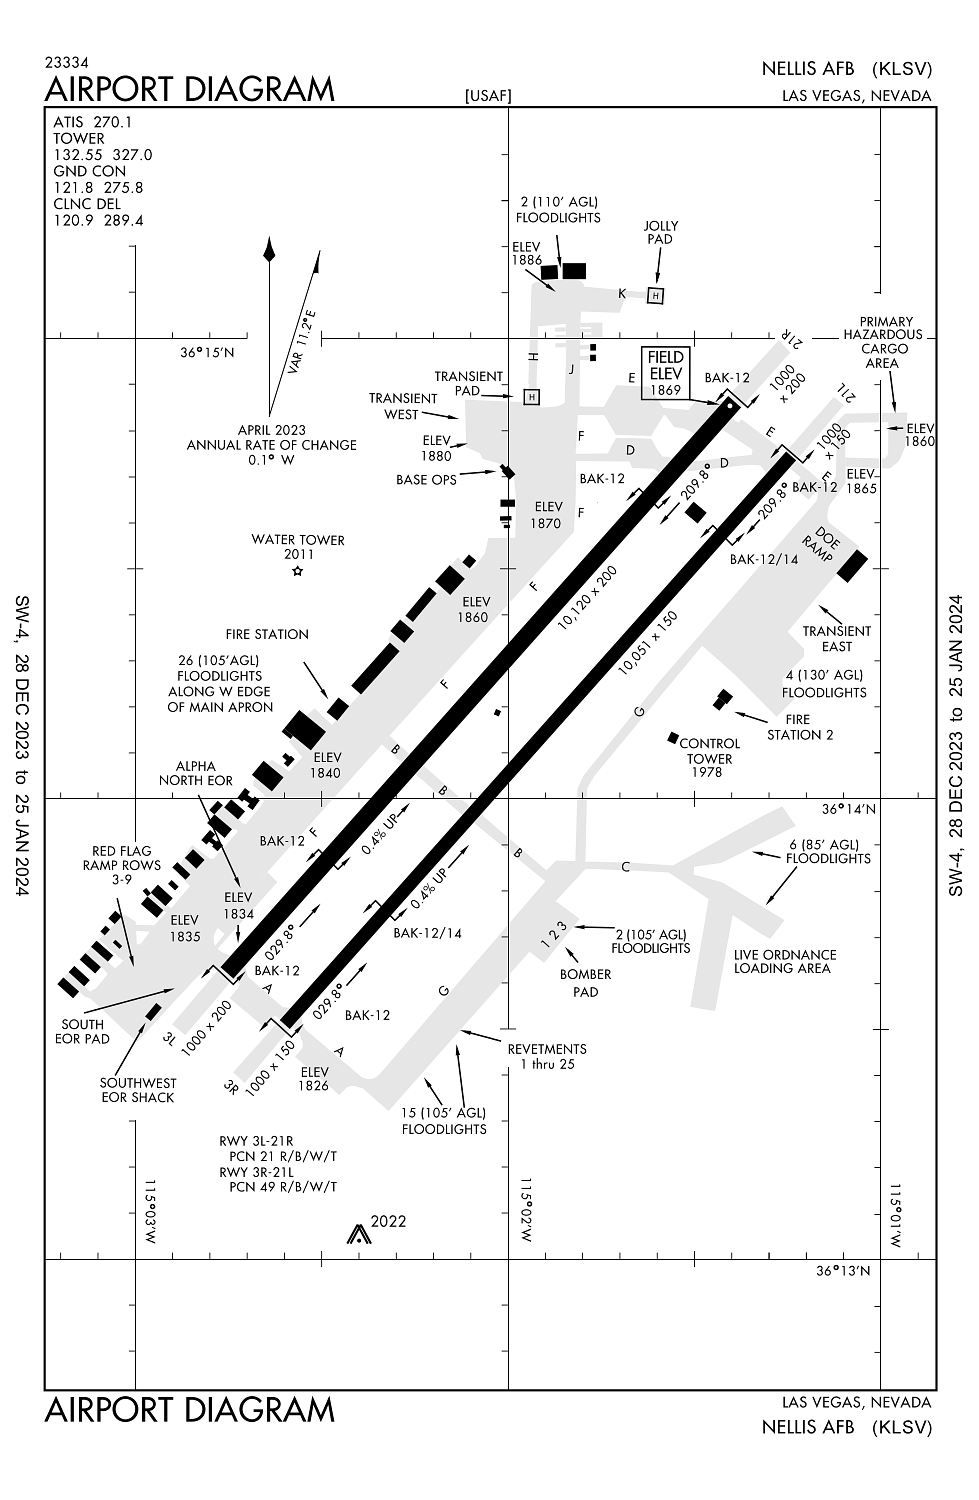 23334
AIRPORT DIAGRAM
[USAF]
NELLIS AFB (KLSV)
LAS VEGAS, NEVADA
ATIS 270.1
TOWER
132.55 327.0
GND CON
121.8 275.8
CLNC DEL
120.9 289.4
VAR 11.2° E
36°15'N
APRIL 2023
ANNUAL RATE OF CHANGE
0.1° W
2 (110' AGL)
FLOODLIGHTS
ELEV
1886
JOLLY
PAD
K
H
H
J
E
FIELD
ELEV
1869
BAK-12
21R
1000
x 200
PRIMARY
HAZARDOUS
CARGO
AREA
21L
1000
x 150
ELEV
1860
TRANSIENT
PAD
H
TRANSIENT
WEST
ELEV
1880
BASE OPS
F
D
E
D
E
BAK-12
209.8°
BAK-12
209.8°
ELEV
1865
ELEV
1870
F
BAK-12/14
DOE
RAMP
WATER TOWER
2011
ELEV
1860
F
10,120 x 200
10,051 x 150
TRANSIENT
EAST
FIRE STATION
26 (105'AGL)
FLOODLIGHTS
ALONG W EDGE
OF MAIN APRON
F
G
4 (130' AGL)
FLOODLIGHTS
FIRE
STATION 2
CONTROL
TOWER
1978
ELEV
1840
B
B
B
ALPHA
NORTH EOR
36°14'N
BAK-12
F
0.4% UP
0.4% UP
C
6 (85' AGL)
FLOODLIGHTS
RED FLAG
RAMP ROWS
3-9
ELEV
1834
ELEV
1835
029.8°
BAK-12
BAK-12/14
1 2 3
2 (105' AGL)
FLOODLIGHTS
BOMBER
PAD
LIVE ORDNANCE
LOADING AREA
A
029.8°
BAK-12
G
SOUTH
EOR PAD
3L
1000 x 200
SOUTHWEST
EOR SHACK
3R
1000 x 150
A
ELEV
1826
REVETMENTS
1 thru 25
15 (105' AGL)
FLOODLIGHTS
RWY 3L-21R
PCN 21 R/B/W/T
RWY 3R-21L
PCN 49 R/B/W/T
2022
115°03'W
115°02'W
115°01'W
36°13'N
SW-4, 28 DEC 2023 to 25 JAN 2024
SW-4, 28 DEC 2023 to 25 JAN 2024
AIRPORT DIAGRAM
LAS VEGAS, NEVADA
NELLIS AFB (KLSV)